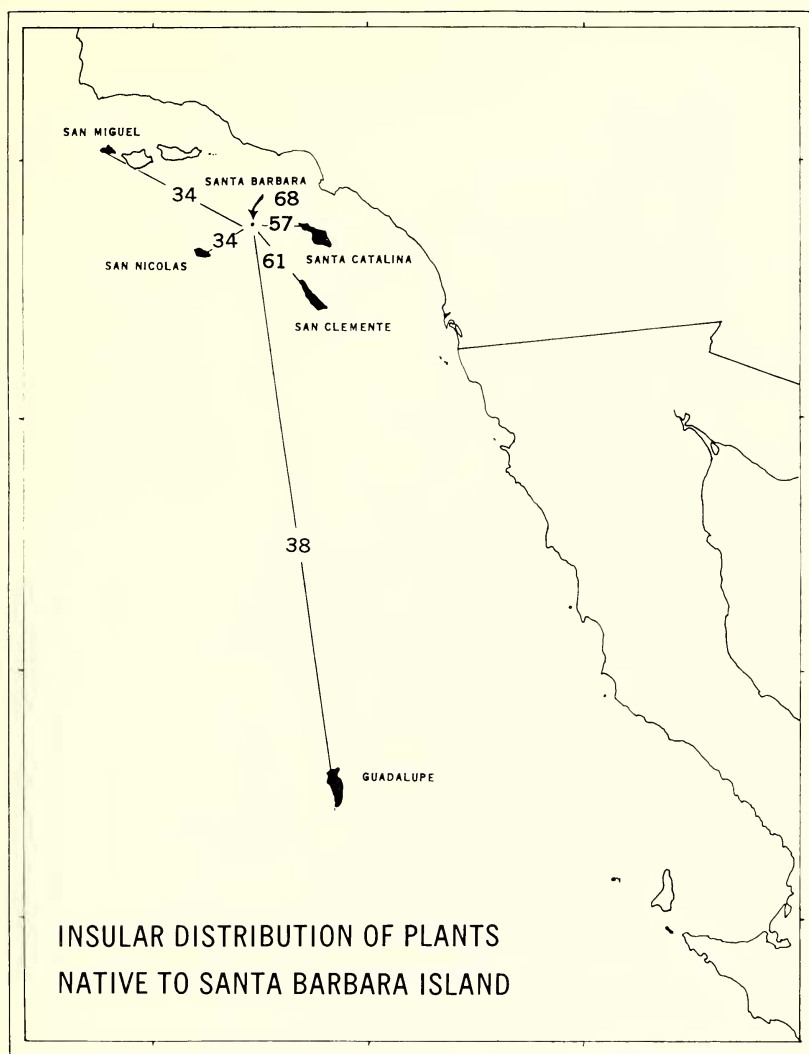 SAN MIGUEL
SANTA BARBARA
68
34
57
34
SAN NICOLAS
61
SANTA CATALINA
SAN CLEMENTE
38
GUADALUPE
INSULAR DISTRIBUTION OF PLANTS
NATIVE TO SANTA BARBARA ISLAND